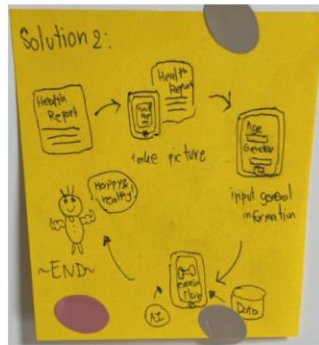 Solution 2:
Health
Report
Health
Report
take picture
Age
Gender
input general
information
Data
AI
Happy &
healthy!
~END~